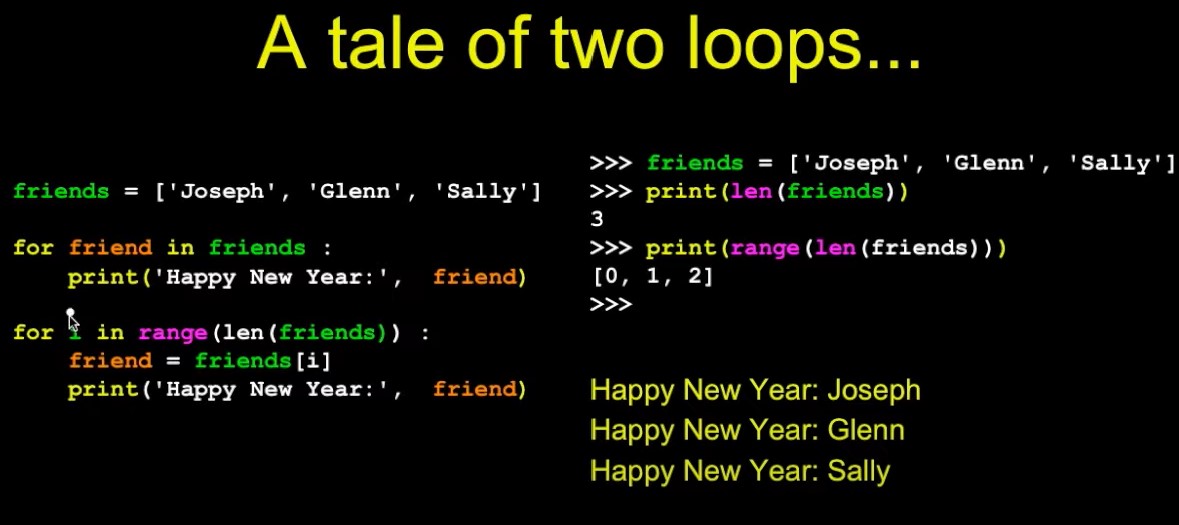 A tale of two loops...
friends = ['Joseph', 'Glenn', 'Sally']
for friend in friends :
    print('Happy New Year:',  friend)
for i in range(len(friends)) :
    friend = friends[i]
    print('Happy New Year:',  friend)
>>> friends = ['Joseph', 'Glenn', 'Sally']
>>> print(len(friends))
3
>>> print(range(len(friends)))
[0, 1, 2]
>>>
Happy New Year: Joseph
Happy New Year: Glenn
Happy New Year: Sally